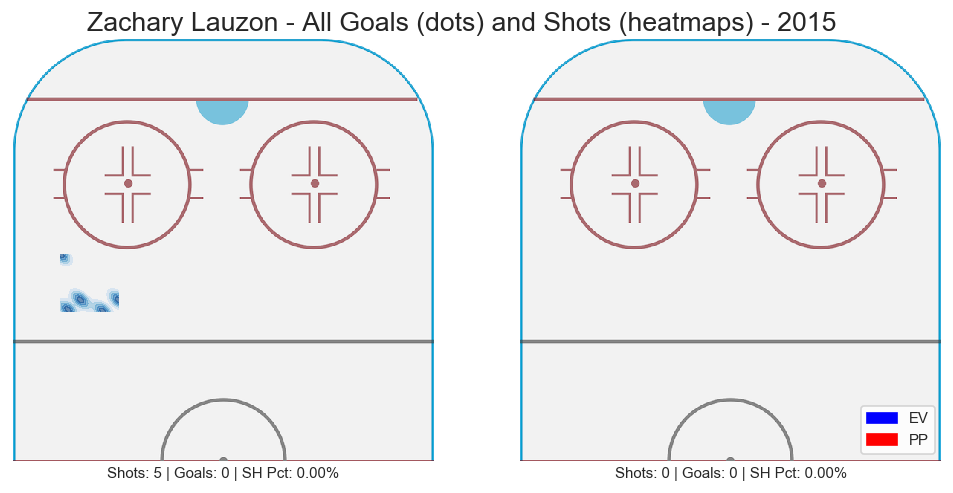 Zachary Lauzon - All Goals (dots) and Shots (heatmaps) - 2015
EV
PP
Shots: 5 | Goals: 0 | SH Pct: 0.00%
Shots: 0 | Goals: 0 | SH Pct: 0.00%